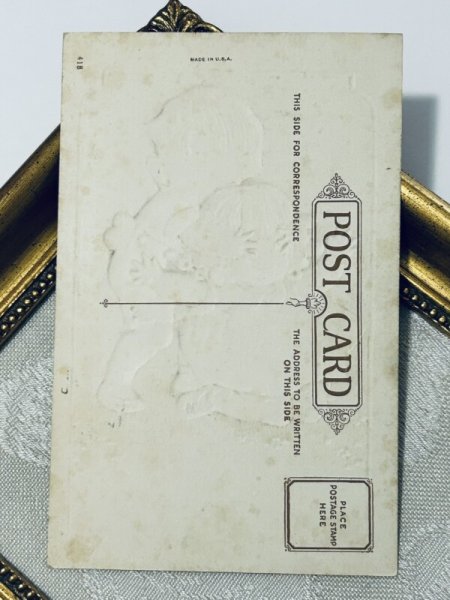 POST CARD
THIS SIDE FOR CORRESPONDENCE
THE ADDRESS TO BE WRITTEN
ON THIS SIDE
PLACE
POSTAGE STAMP
HERE
MADE IN U.S.A.
41B